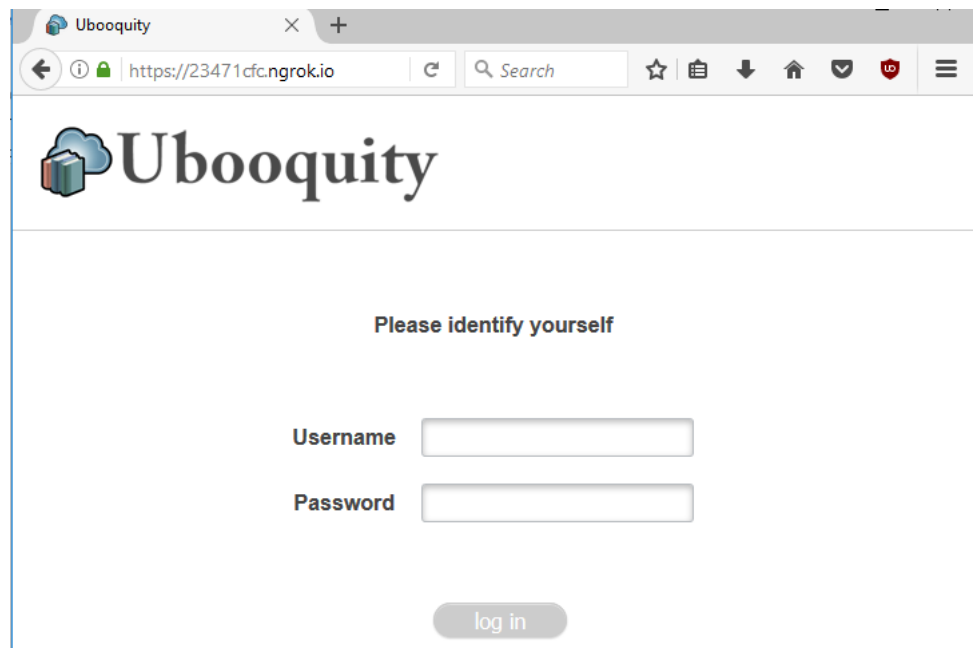 Ubooquity
https://23471cfc.ngrok.io
Search
Ubooquity
Please identify yourself
Username
Password
log in